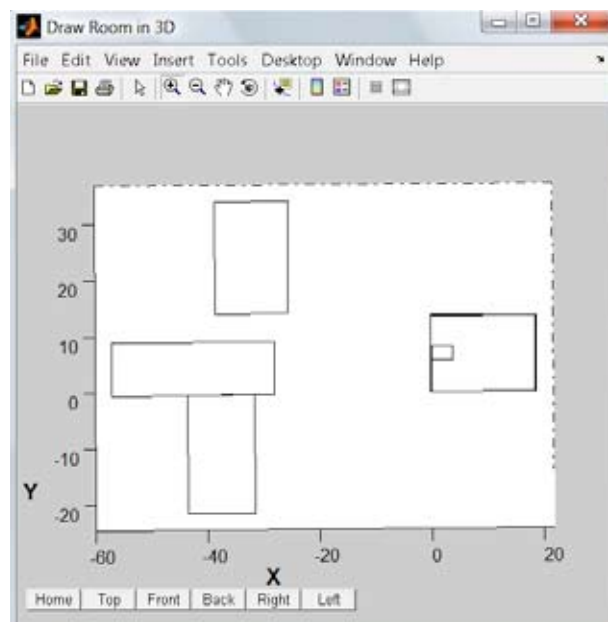 Draw Room in 3D
File Edit View Insert Tools Desktop Window Help
30
20
10
0
-10
-20
Y
-60 -40 -20 0 20
X
Home Top Front Back Right Left